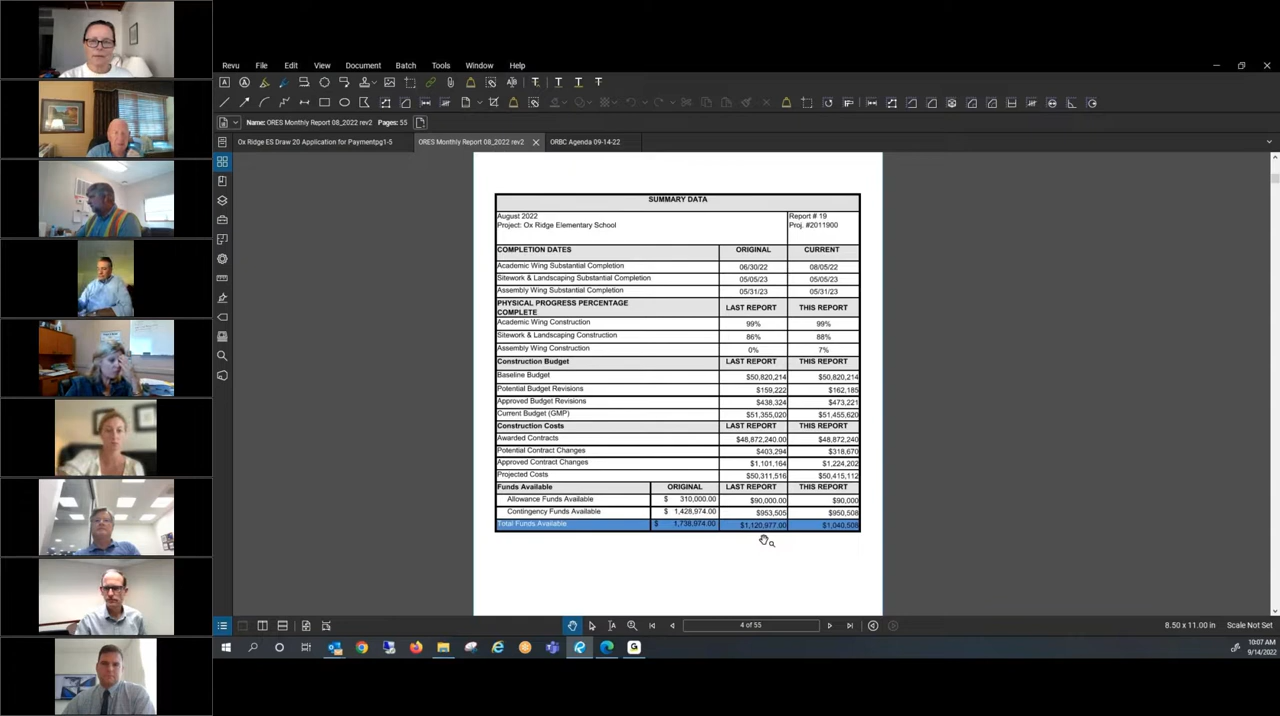 Revu File Edit View Document Batch Tools Window Help
Name: ORES Monthly Report 08_2022 rev2 Pages: 55
Ox Ridge ES Draw 20 Application for Paymentpg1-5 ORES Monthly Report 08_2022 rev2 ORBC Agenda 09-14-22
SUMMARY DATA
August 2022 Report # 19
Project: Ox Ridge Elementary School Proj. #2011900
COMPLETION DATES ORIGINAL CURRENT
Academic Wing Substantial Completion 06/30/22 08/05/22
Sitework & Landscaping Substantial Completion 05/05/23 05/05/23
Assembly Wing Substantial Completion 05/31/23 05/31/23
PHYSICAL PROGRESS PERCENTAGE
COMPLETE LAST REPORT THIS REPORT
Academic Wing Construction 99% 99%
Sitework & Landscaping Construction 86% 88%
Assembly Wing Construction 0% 7%
Construction Budget LAST REPORT THIS REPORT
Baseline Budget $50,820,214 $50,820,214
Potential Budget Revisions $159,222 $162,185
Approved Budget Revisions $438,324 $473,221
Current Budget (GMP) $51,355,020 $51,455,620
Construction Costs LAST REPORT THIS REPORT
Awarded Contracts $48,872,240.00 $48,872,240
Potential Contract Changes $403,294 $318,670
Approved Contract Changes $1,101,164 $1,224,202
Projected Costs $50,311,516 $50,415,112
Funds Available ORIGINAL LAST REPORT THIS REPORT
Allowance Funds Available $ 310,000.00 $90,000.00 $90,000
Contingency Funds Available $ 1,428,974.00 $953,505 $950,508
Total Funds Available $ 1,738,974.00 $1,120,977.00 $1,040,508
4 of 55 8.50 x 11.00 in Scale Not Set
10:07 AM
9/14/2022